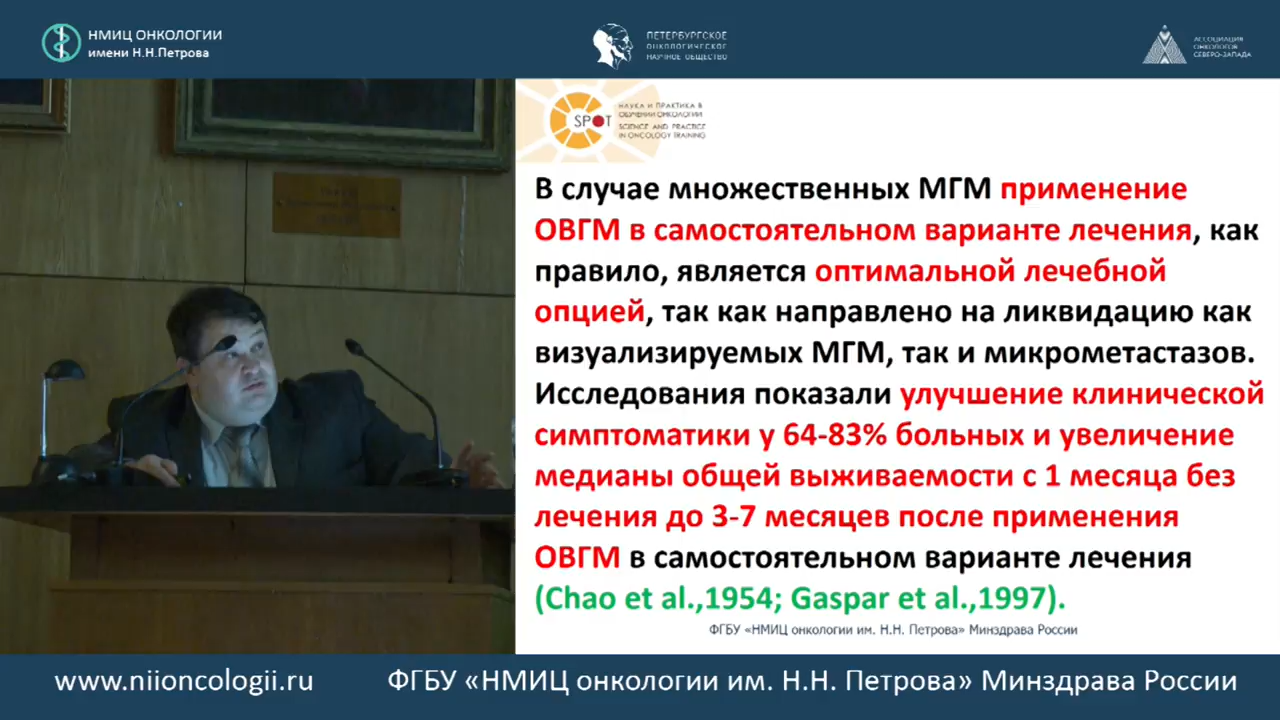 НМИЦ ОНКОЛОГИИ
имени Н.Н.Петрова
ПЕТЕРБУРГСКОЕ
ОНКОЛОГИЧЕСКОЕ
НАУЧНОЕ ОБЩЕСТВО
АССОЦИАЦИЯ
ОНКОЛОГОВ
СЕВЕРО-ЗАПАДА
SPOT
НАУКА И ПРАКТИКА В
ОБУЧЕНИИ ОНКОЛОГИИ
SCIENCE AND PRACTICE
IN ONCOLOGY TRAINING
В случае множественных МГМ применение
ОВГМ в самостоятельном варианте лечения, как
правило, является оптимальной лечебной
опцией, так как направлено на ликвидацию как
визуализируемых МГМ, так и микрометастазов.
Исследования показали улучшение клинической
симптоматики у 64-83% больных и увеличение
медианы общей выживаемости с 1 месяца без
лечения до 3-7 месяцев после применения
ОВГМ в самостоятельном варианте лечения
(Chao et al.,1954; Gaspar et al.,1997).
ФГБУ «НМИЦ онкологии им. Н.Н. Петрова» Минздрава России
www.niioncologii.ru
ФГБУ «НМИЦ онкологии им. Н.Н. Петрова» Минздрава России